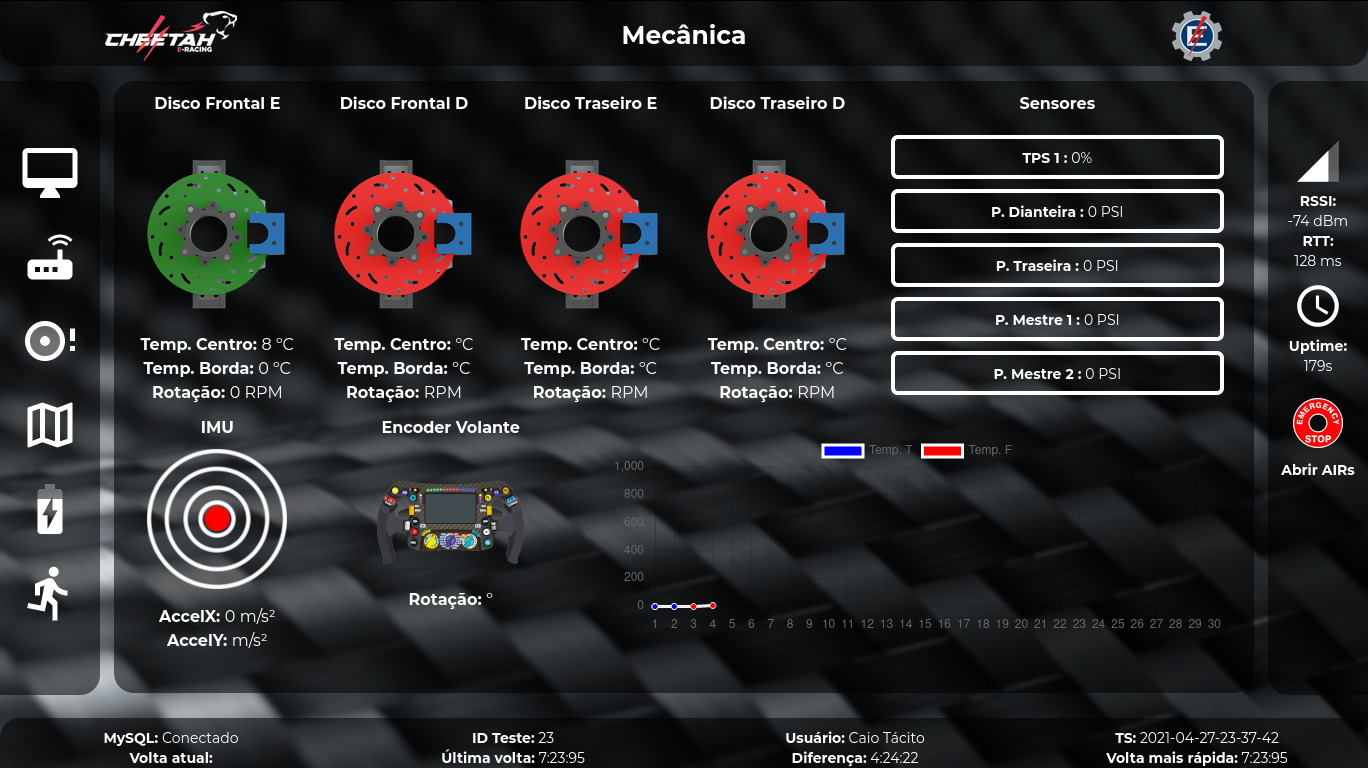 CHEETAH
E-RACING
Mecânica
E
Disco Frontal E
Disco Frontal D
Disco Traseiro E
Disco Traseiro D
Sensores
TPS 1 : 0%
P. Dianteira : 0 PSI
P. Traseira : 0 PSI
P. Mestre 1 : 0 PSI
P. Mestre 2 : 0 PSI
Temp. Centro: 8 °C
Temp. Borda: 0 °C
Rotação: 0 RPM
Temp. Centro: °C
Temp. Borda: °C
Rotação: RPM
Temp. Centro: °C
Temp. Borda: °C
Rotação: RPM
Temp. Centro: °C
Temp. Borda: °C
Rotação: RPM
IMU
AccelX: 0 m/s²
AccelY: m/s²
Encoder Volante
Rotação: °
Temp. T
Temp. F
1,000
800
600
400
200
0
1 2 3 4 5 6 7 8 9 10 11 12 13 14 15 16 17 18 19 20 21 22 23 24 25 26 27 28 29 30
RSSI:
-74 dBm
RTT:
128 ms
Uptime:
179s
EMERGENCY
STOP
Abrir AIRs
MySQL: Conectado
ID Teste: 23
Usuário: Caio Tácito
TS: 2021-04-27-23-37-42
Volta atual:
Última volta: 7:23:95
Diferença: 4:24:22
Volta mais rápida: 7:23:95